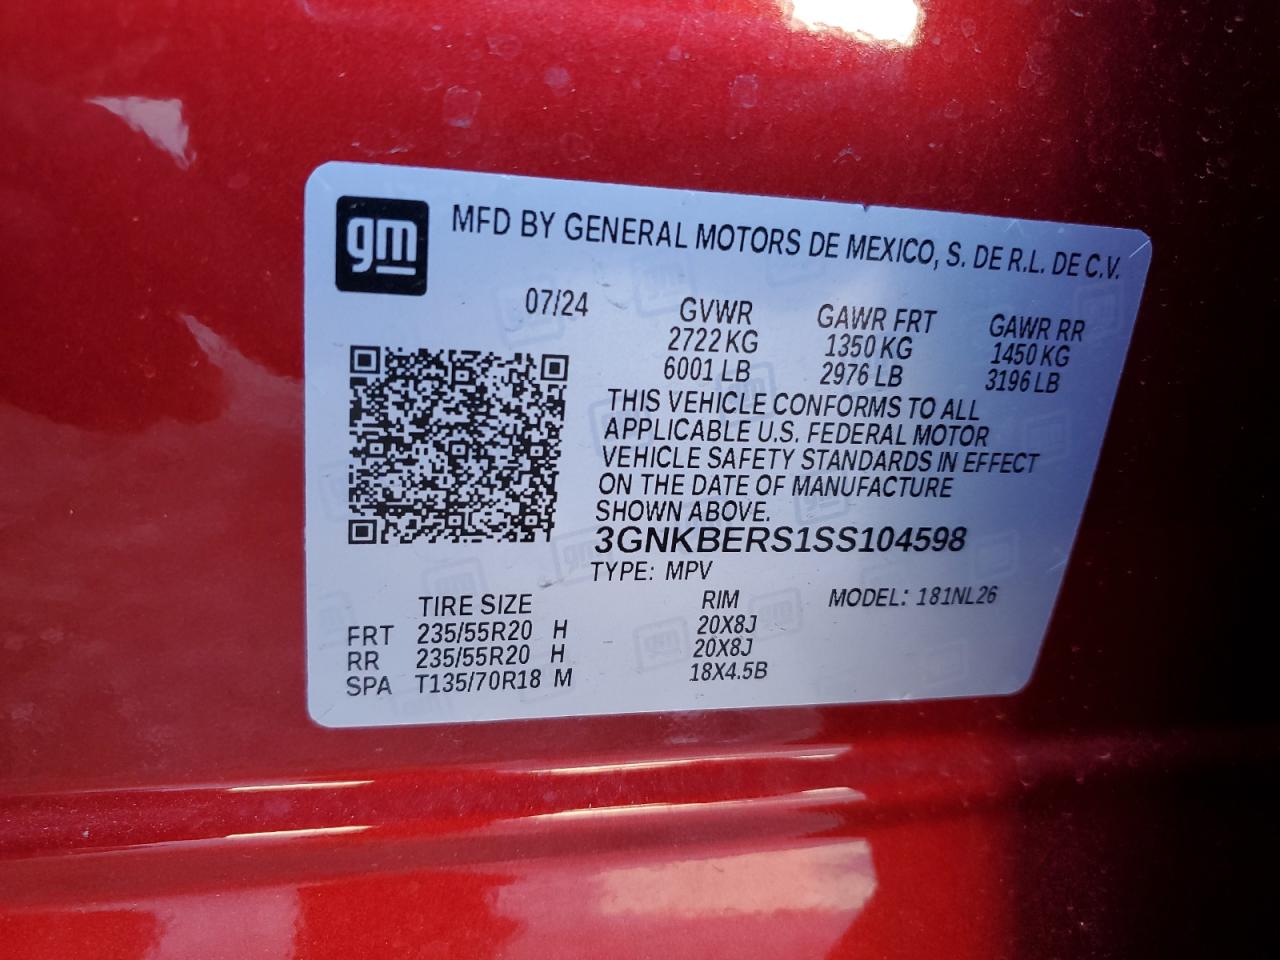 gm
MFD BY GENERAL MOTORS DE MEXICO, S. DE R.L. DE C.V.
07/24 GVWR GAWR FRT GAWR RR
2722 KG 1350 KG 1450 KG
6001 LB 2976 LB 3196 LB
THIS VEHICLE CONFORMS TO ALL
APPLICABLE U.S. FEDERAL MOTOR
VEHICLE SAFETY STANDARDS IN EFFECT
ON THE DATE OF MANUFACTURE
SHOWN ABOVE.
3GNKBERS1SS104598
TYPE: MPV
TIRE SIZE RIM MODEL: 181NL26
FRT 235/55R20 H 20X8J
RR 235/55R20 H 20X8J
SPA T135/70R18 M 18X4.5B